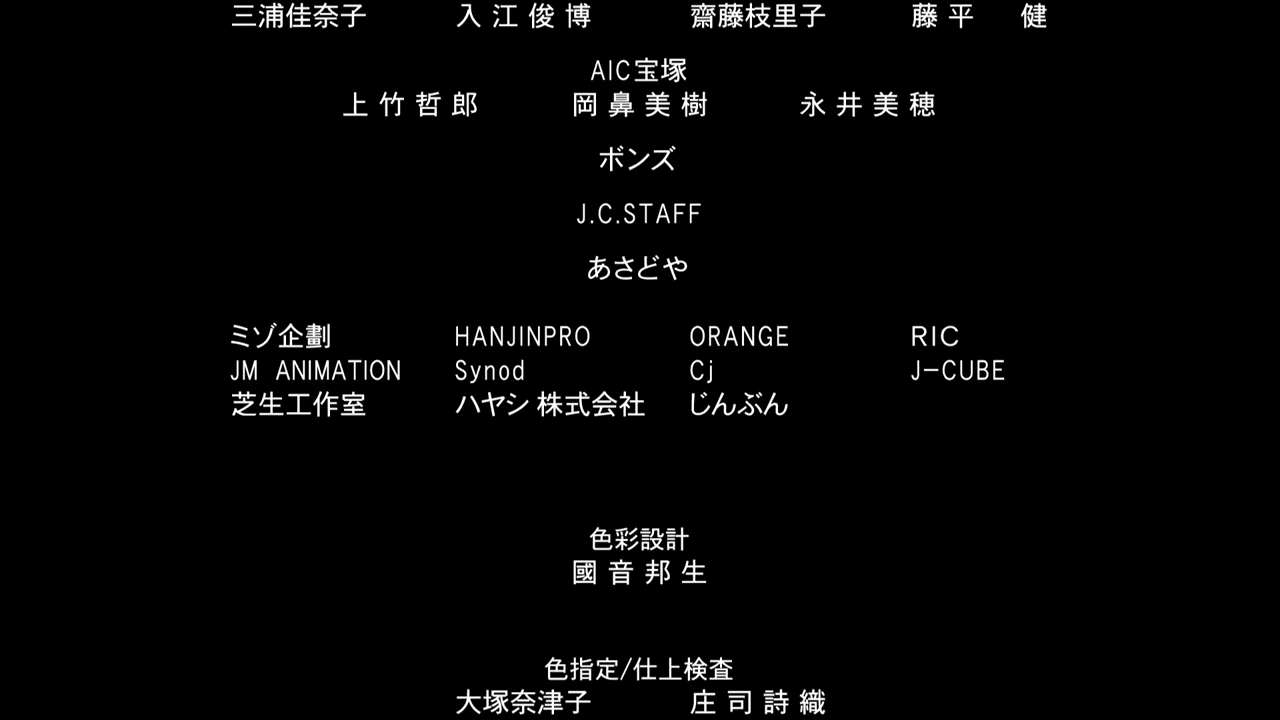 三浦佳奈子 入江俊博 齋藤枝里子 藤平 健
AIC宝塚
上竹哲郎 岡鼻美樹 永井美穂
ボンズ
J.C.STAFF
あさどや
ミゾ企劃 HANJINPRO ORANGE RIC
JM ANIMATION Synod Cj J-CUBE
芝生工作室 ハヤシ株式会社 じんぶん
色彩設計
國音邦生
色指定/仕上検査
大塚奈津子 庄司詩織